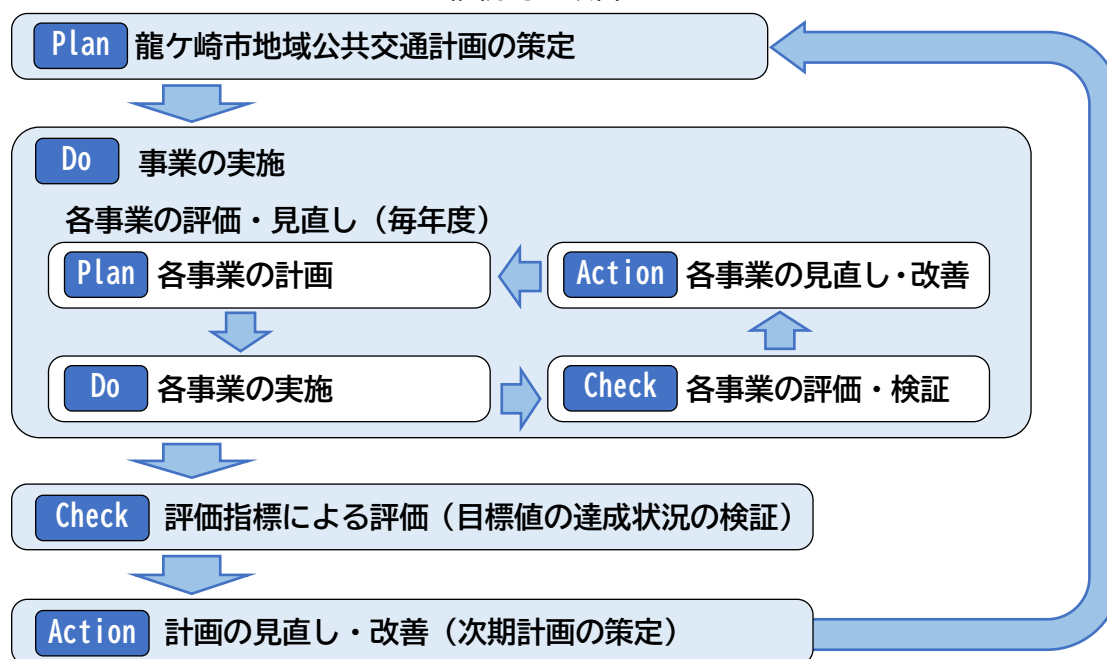 Plan 龍ケ崎市地域公共交通計画の策定
Do 事業の実施
各事業の評価・見直し（毎年度）
Plan 各事業の計画
Action 各事業の見直し・改善
Do 各事業の実施
Check 各事業の評価・検証
Check 評価指標による評価（目標値の達成状況の検証）
Action 計画の見直し・改善（次期計画の策定）